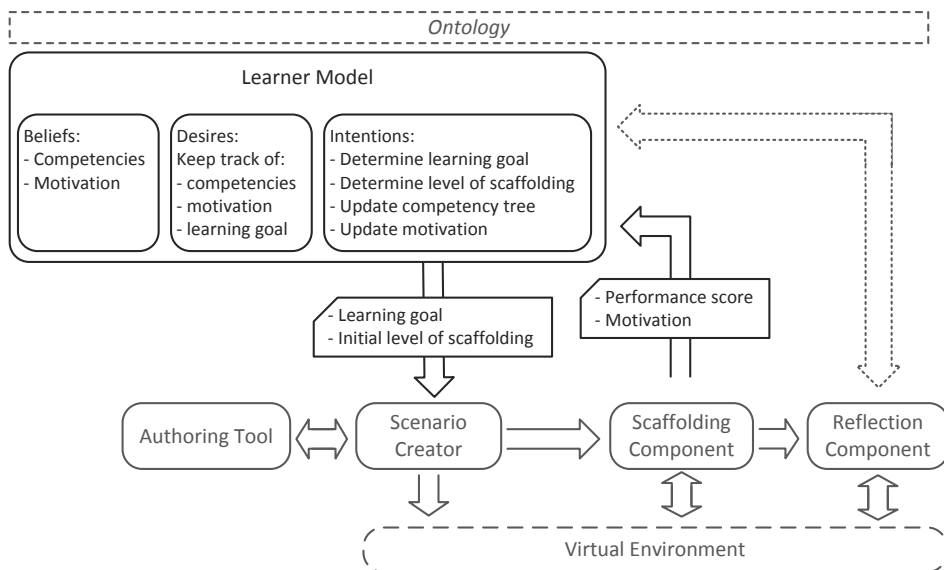 Ontology
Learner Model
Beliefs:
- Competencies
- Motivation
Desires:
Keep track of:
- competencies
- motivation
- learning goal
Intentions:
- Determine learning goal
- Determine level of scaffolding
- Update competency tree
- Update motivation
- Learning goal
- Initial level of scaffolding
- Performance score
- Motivation
Authoring Tool
Scenario
Creator
Scaffolding
Component
Reflection
Component
Virtual Environment